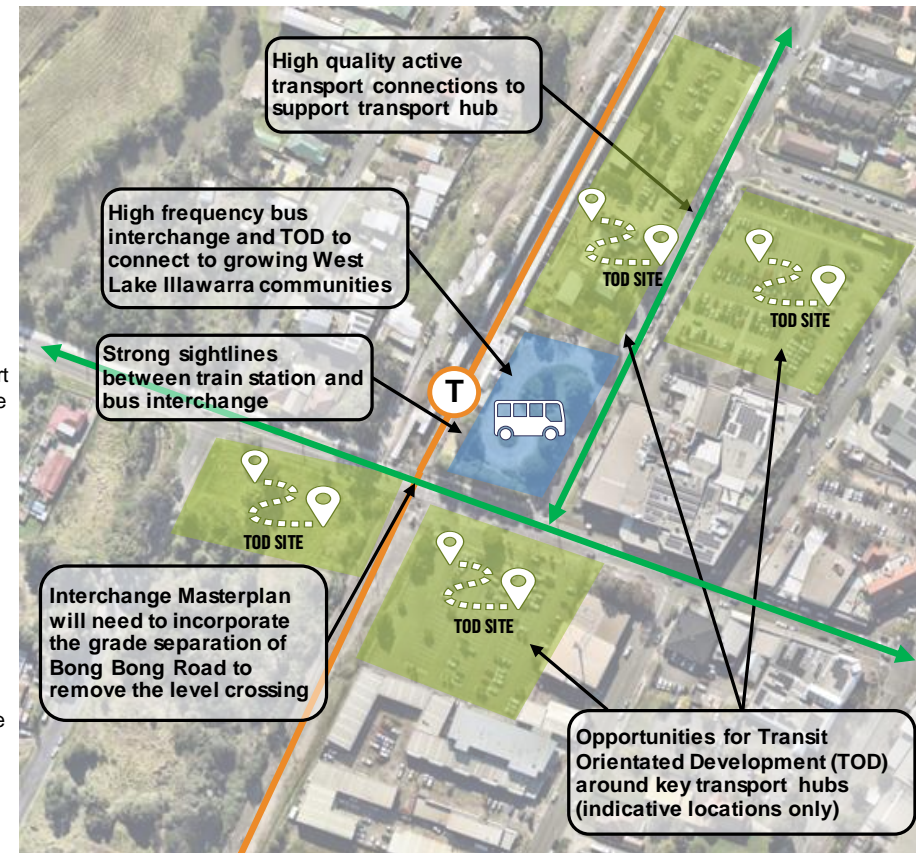 High quality active
transport connections to
support transport hub
High frequency bus
interchange and TOD to
connect to growing West
Lake Illawarra communities
TOD SITE
TOD SITE
Strong sightlines
between train station and
bus interchange
T
rt
e
TOD SITE
TOD SITE
Interchange Masterplan
will need to incorporate
the grade separation of
Bong Bong Road to
remove the level crossing
e
Opportunities for Transit
Orientated Development (TOD)
around key transport hubs
(indicative locations only)